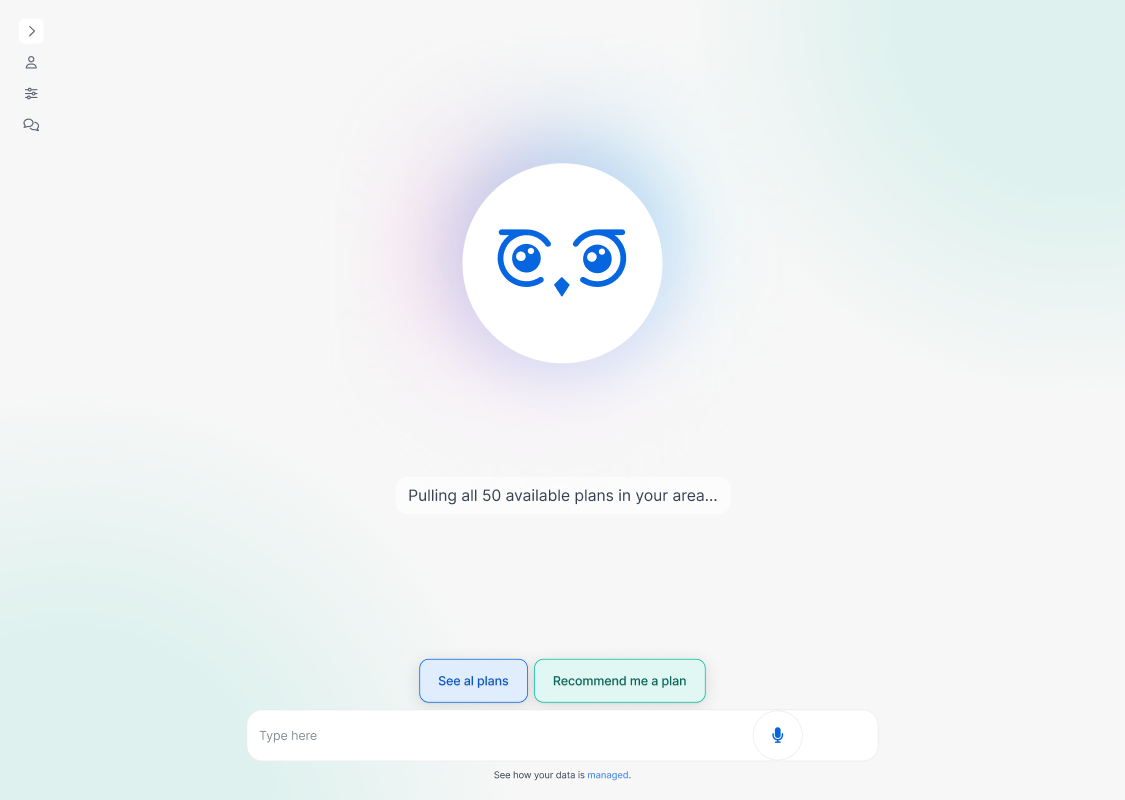 Pulling all 50 available plans in your area...
See al plans
Recommend me a plan
Type here
See how your data is managed.